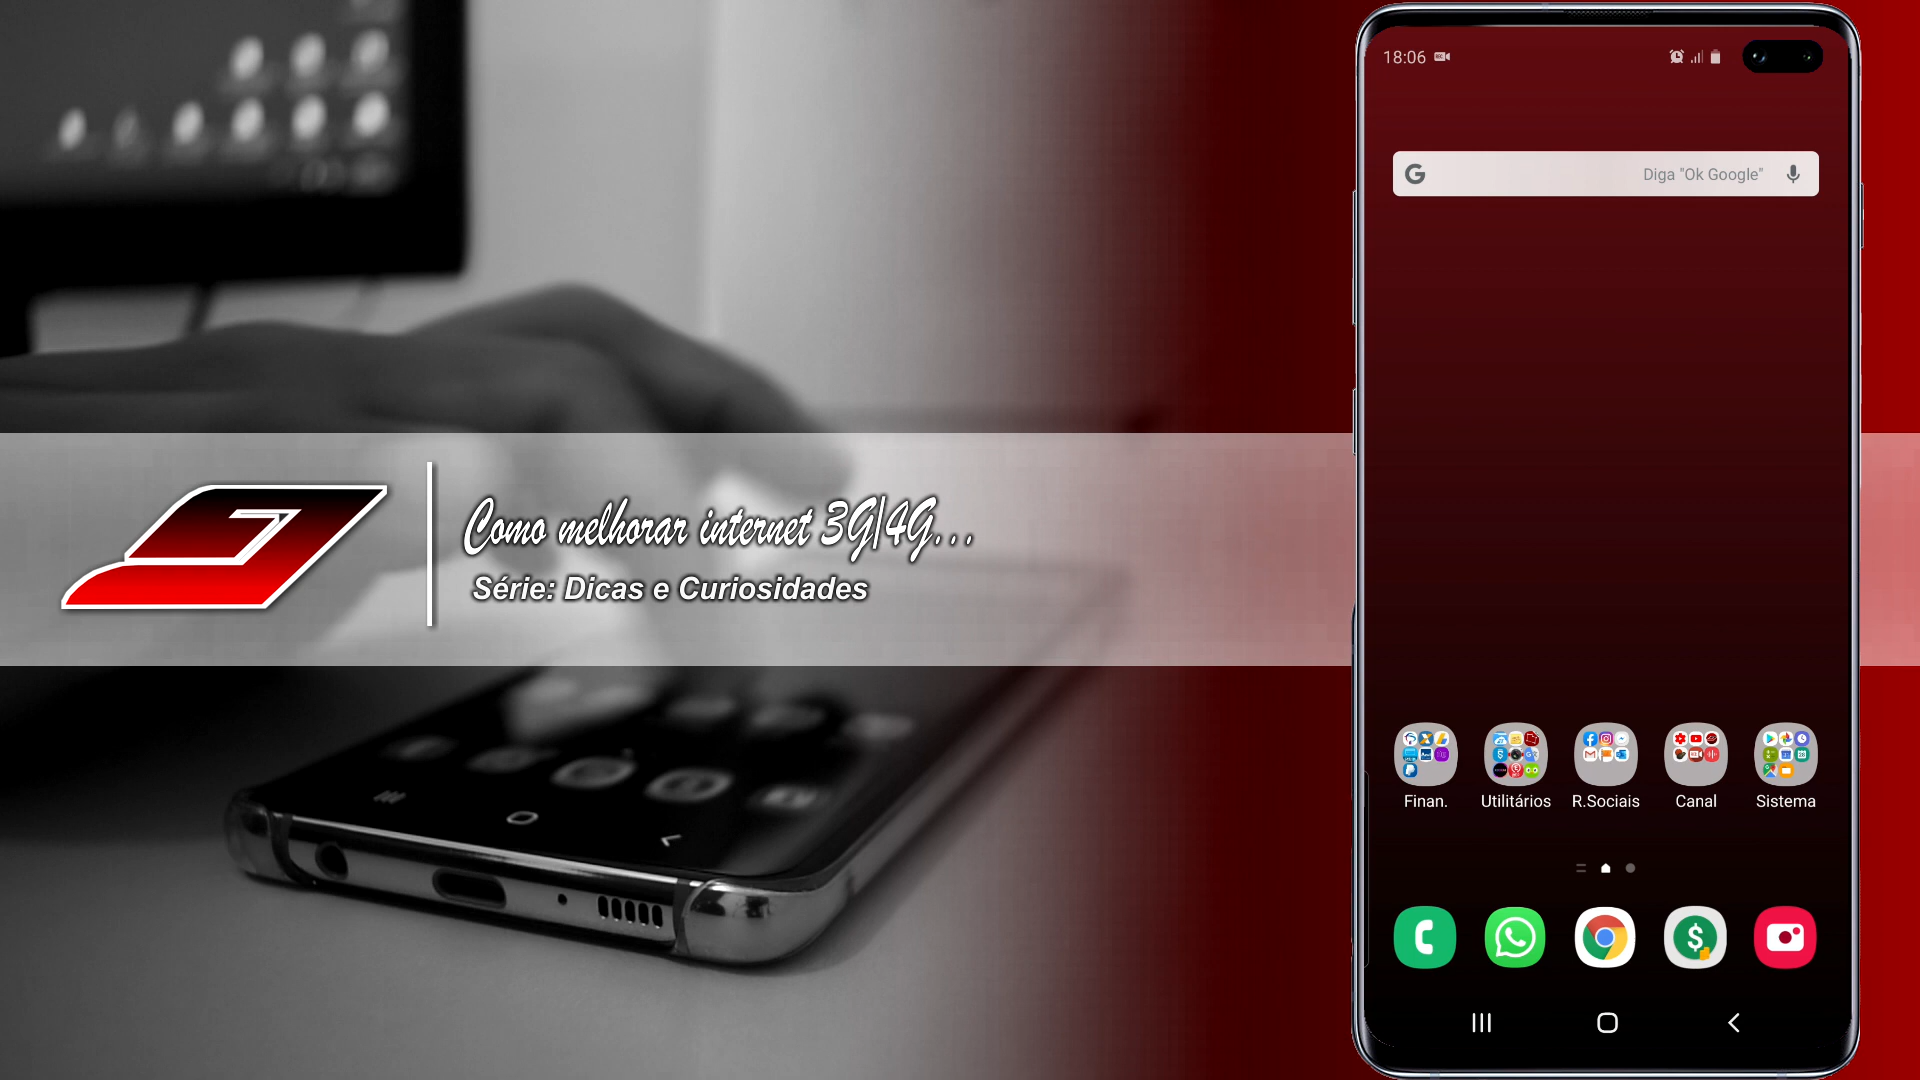 18:06
Diga "Ok Google"
Como melhorar internet 3G/4G...
Série: Dicas e Curiosidades
Finan.
Utilitários
R.Sociais
Canal
Sistema